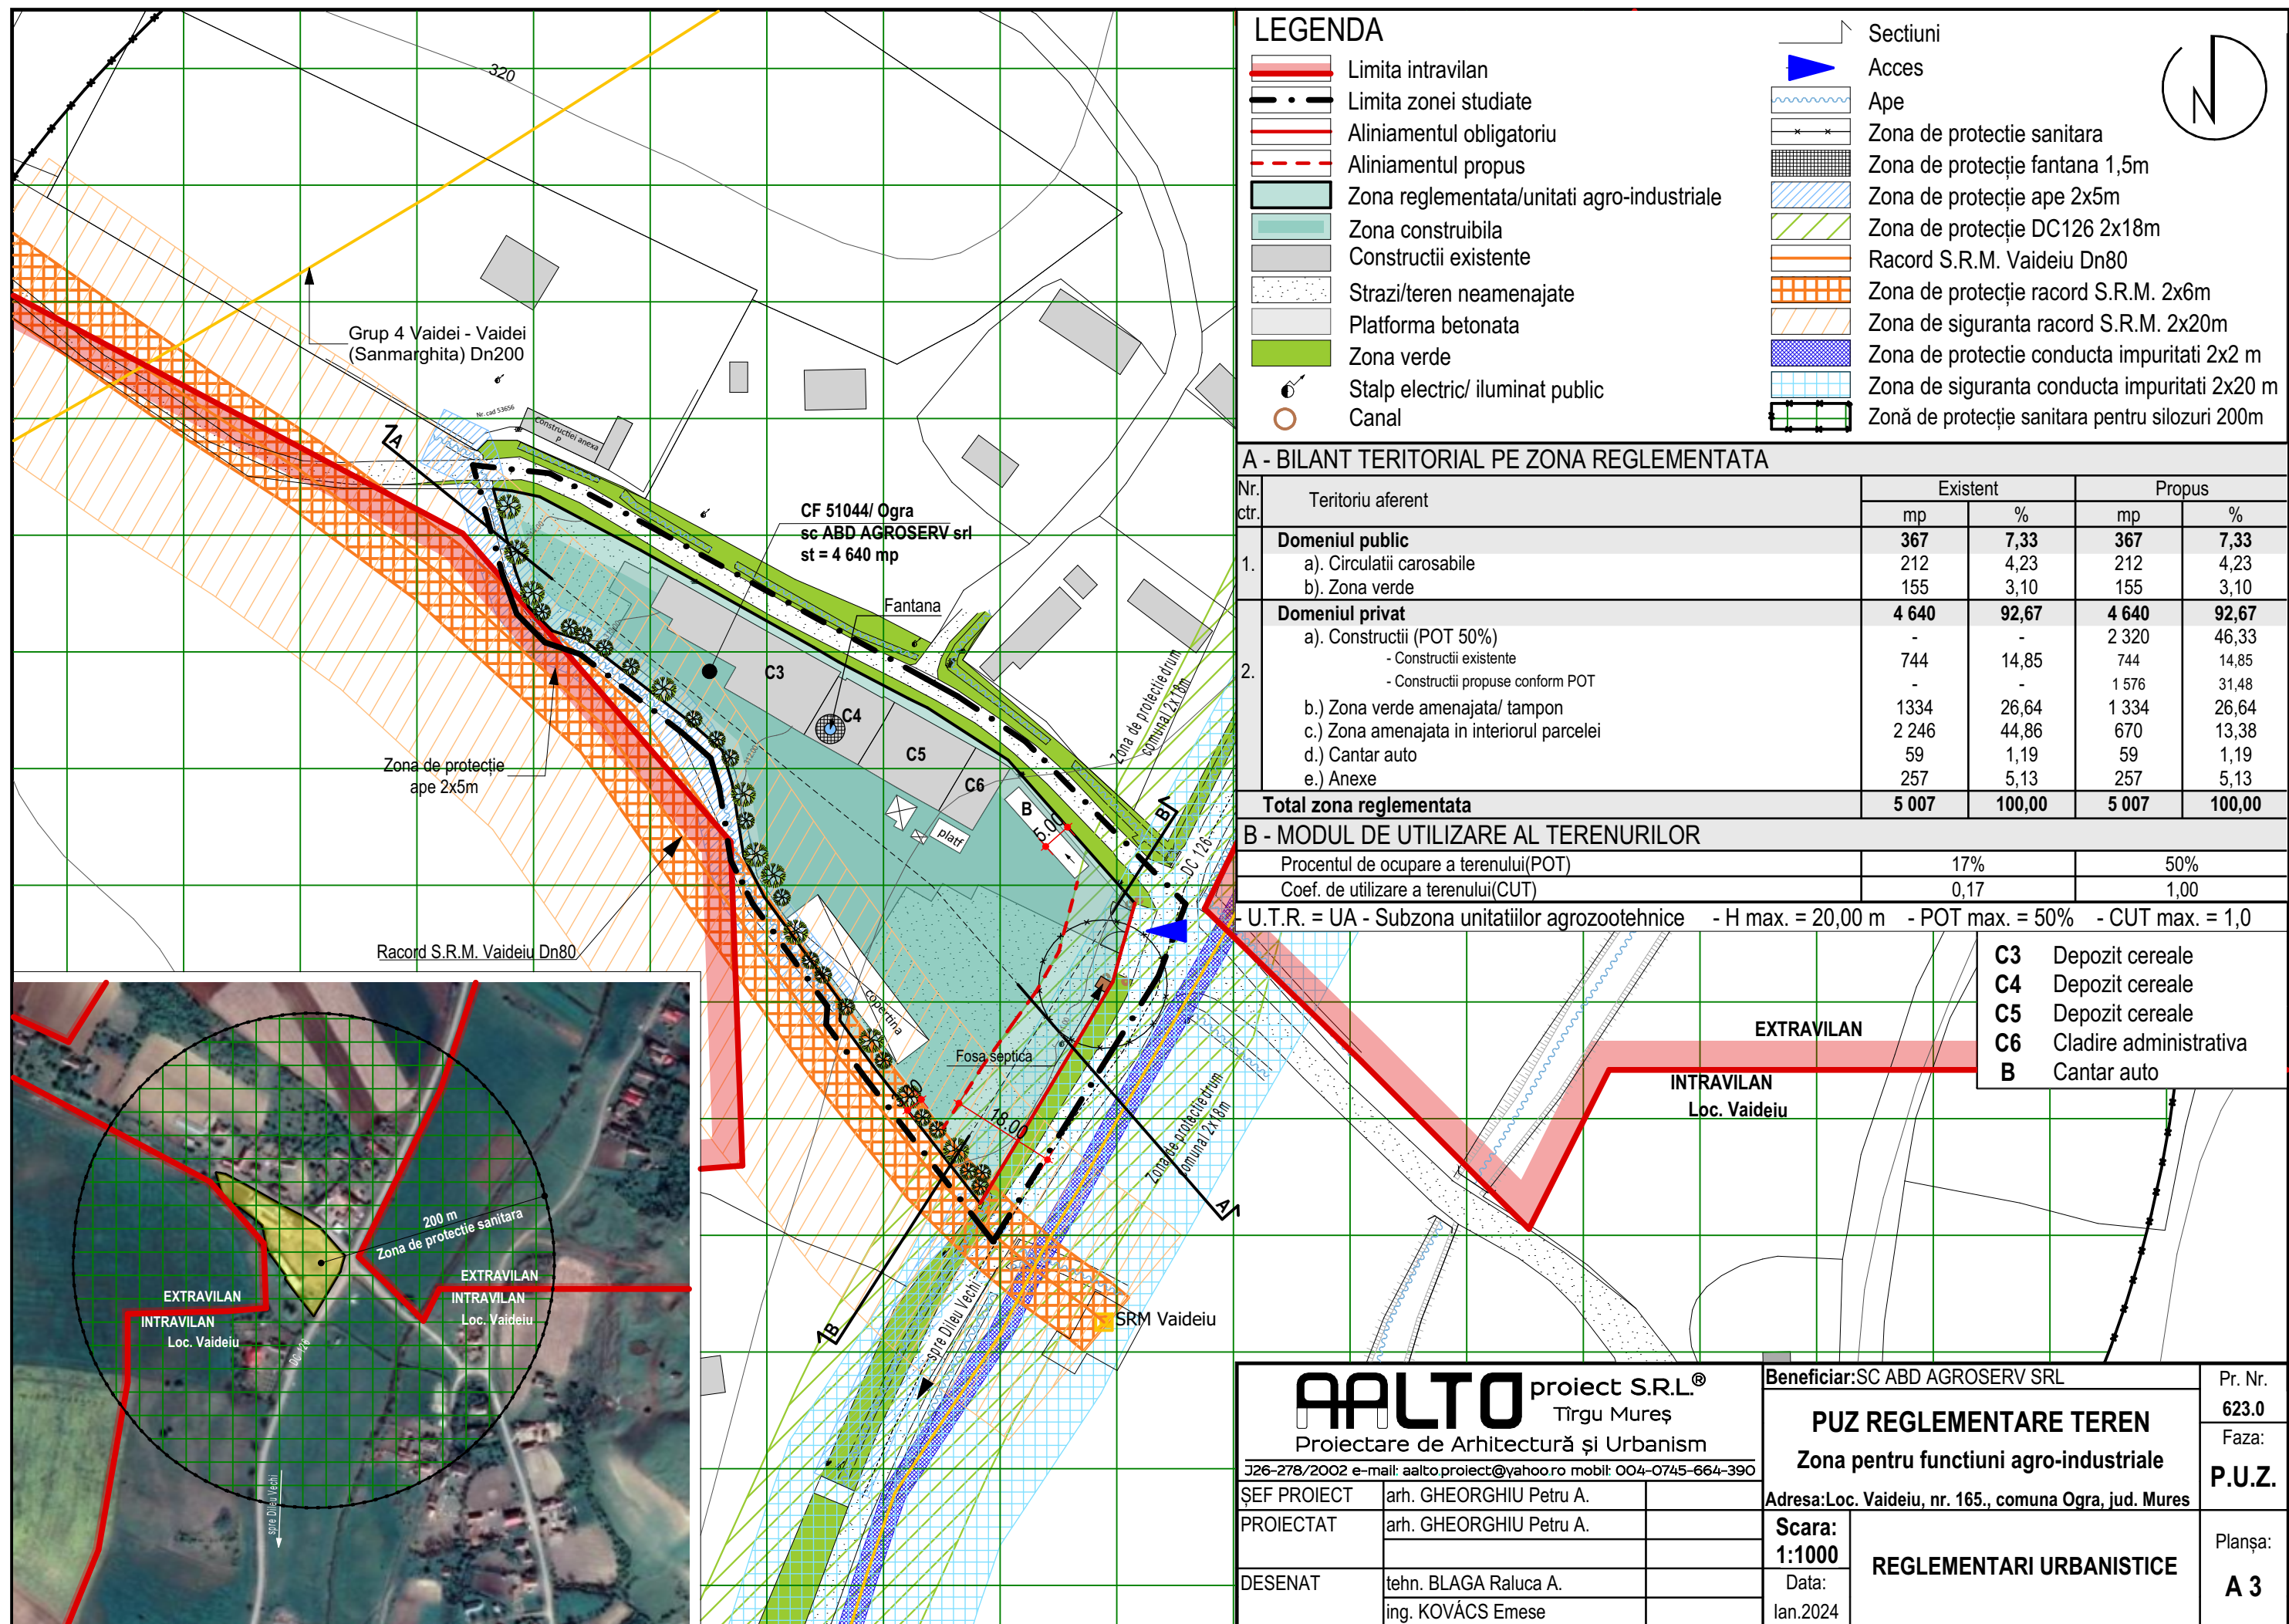 LEGENDA
Limita intravilan
Limita zonei studiate
Aliniamentul obligatoriu
Aliniamentul propus
Zona reglementata/unitati agro-industriale
Zona construibila
Constructii existente
Strazi/teren neamenajate
Platforma betonata
Zona verde
Stalp electric/ iluminat public
Canal
Sectiuni
Acces
Ape
Zona de protectie sanitara
Zona de protecție fantana 1,5m
Zona de protecție ape 2x5m
Zona de protecție DC126 2x18m
Racord S.R.M. Vaideiu Dn80
Zona de protecție racord S.R.M. 2x6m
Zona de siguranta racord S.R.M. 2x20m
Zona de protectie conducta impuritati 2x2 m
Zona de siguranta conducta impuritati 2x20 m
Zonă de protecție sanitara pentru silozuri 200m
N
A - BILANT TERITORIAL PE ZONA REGLEMENTATA
Nr. ctr. Teritoriu aferent Existent Propus
mp % mp %
1. Domeniul public 367 7,33 367 7,33
a). Circulatii carosabile 212 4,23 212 4,23
b). Zona verde 155 3,10 155 3,10
2. Domeniul privat 4 640 92,67 4 640 92,67
a). Constructii (POT 50%) - - 2 320 46,33
- Constructii existente 744 14,85 744 14,85
- Constructii propuse conform POT - - 1 576 31,48
b.) Zona verde amenajata/ tampon 1334 26,64 1 334 26,64
c.) Zona amenajata in interiorul parcelei 2 246 44,86 670 13,38
d.) Cantar auto 59 1,19 59 1,19
e.) Anexe 257 5,13 257 5,13
Total zona reglementata 5 007 100,00 5 007 100,00
B - MODUL DE UTILIZARE AL TERENURILOR
Procentul de ocupare a terenului(POT) 17% 50%
Coef. de utilizare a terenului(CUT) 0,17 1,00
- U.T.R. = UA - Subzona unitatiilor agrozootehnice - H max. = 20,00 m - POT max. = 50% - CUT max. = 1,0
C3 Depozit cereale
C4 Depozit cereale
C5 Depozit cereale
C6 Cladire administrativa
B Cantar auto
320
Grup 4 Vaidei - Vaidei
(Sanmarghita) Dn200
Nr. cad 53656
Constructiei anexa
P
A
CF 51044/ Ogra
sc ABD AGROSERV srl
st = 4 640 mp
Fantana
C3
C4
C5
C6
B
5.00
platf
Zona de protectie drum
comunal 2x18m
B
DC 126
Zona de protecție
ape 2x5m
Racord S.R.M. Vaideiu Dn80
copertina
Fosa septica
18.00
Zona de protectie drum
comunal 2x18m
A
B
spre Dileu Vechi
SRM Vaideiu
EXTRAVILAN
INTRAVILAN
Loc. Vaideiu
200 m
Zona de protectie sanitara
EXTRAVILAN
INTRAVILAN
Loc. Vaideiu
EXTRAVILAN
INTRAVILAN
Loc. Vaideiu
DC 126
spre Dileu Vechi
AALTO proiect S.R.L.®
Tîrgu Mureș
Proiectare de Arhitectură și Urbanism
J26-278/2002 e-mail: aalto.proiect@yahoo.ro mobil: 004-0745-664-390
ȘEF PROIECT arh. GHEORGHIU Petru A.
PROIECTAT arh. GHEORGHIU Petru A.
DESENAT tehn. BLAGA Raluca A.
ing. KOVÁCS Emese
Beneficiar:SC ABD AGROSERV SRL
PUZ REGLEMENTARE TEREN
Zona pentru functiuni agro-industriale
Adresa:Loc. Vaideiu, nr. 165., comuna Ogra, jud. Mures
Scara:
1:1000
Data:
Ian.2024
REGLEMENTARI URBANISTICE
Pr. Nr.
623.0
Faza:
P.U.Z.
Planșa:
A 3